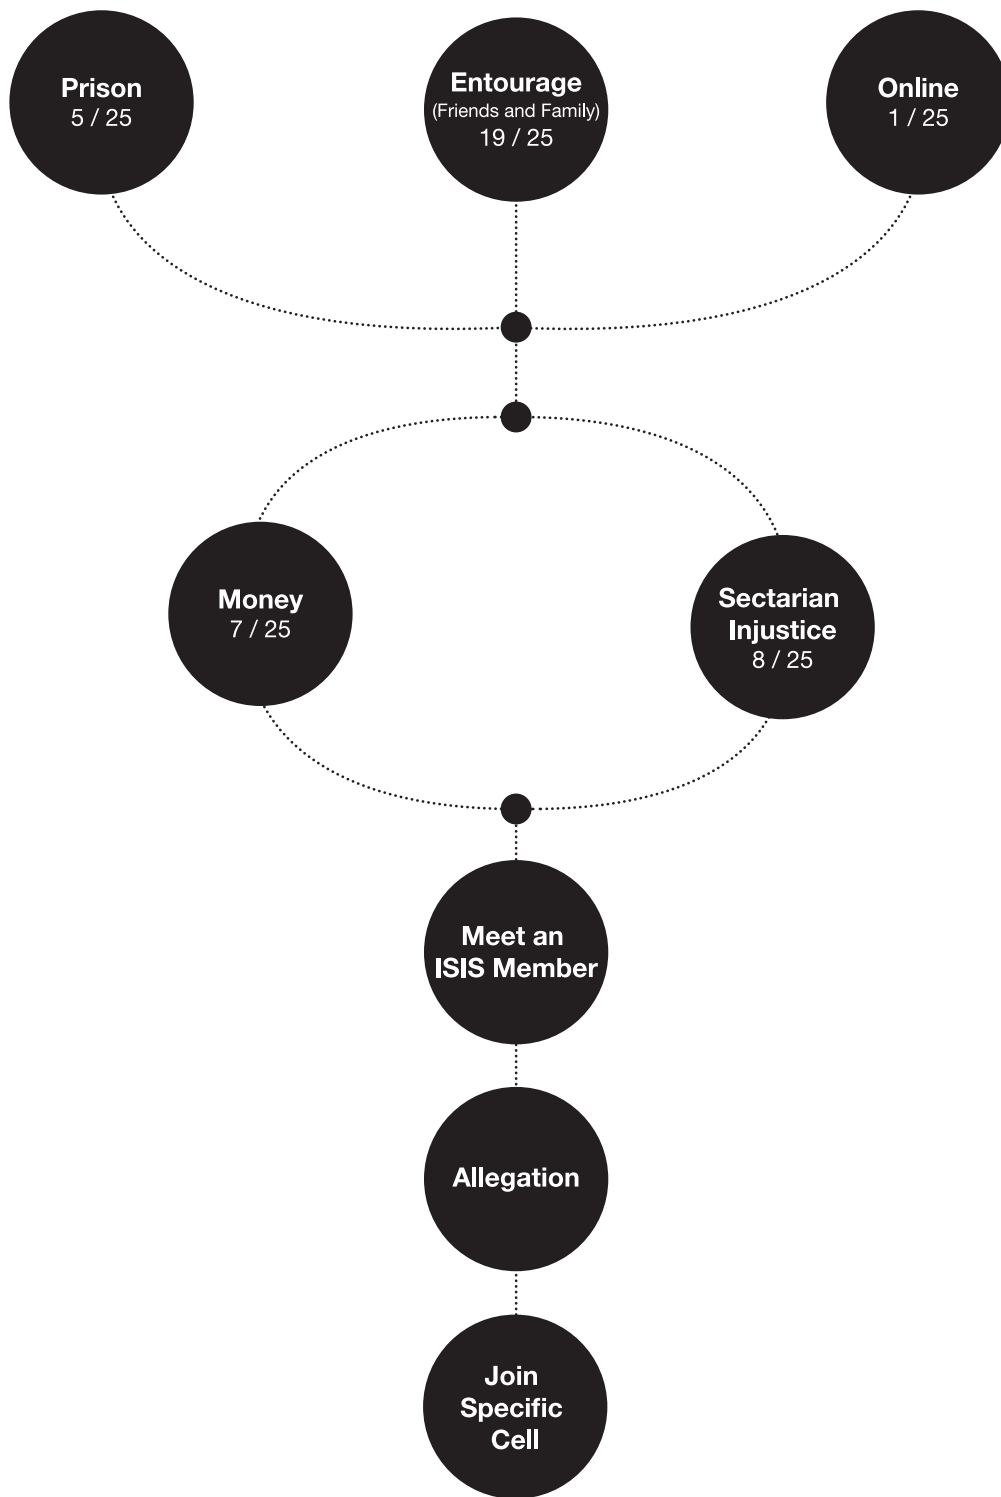 Prison
5 / 25
Entourage
(Friends and Family)
19 / 25
Online
1 / 25
Money
7 / 25
Sectarian
Injustice
8 / 25
Meet an
ISIS Member
Allegation
Join
Specific
Cell